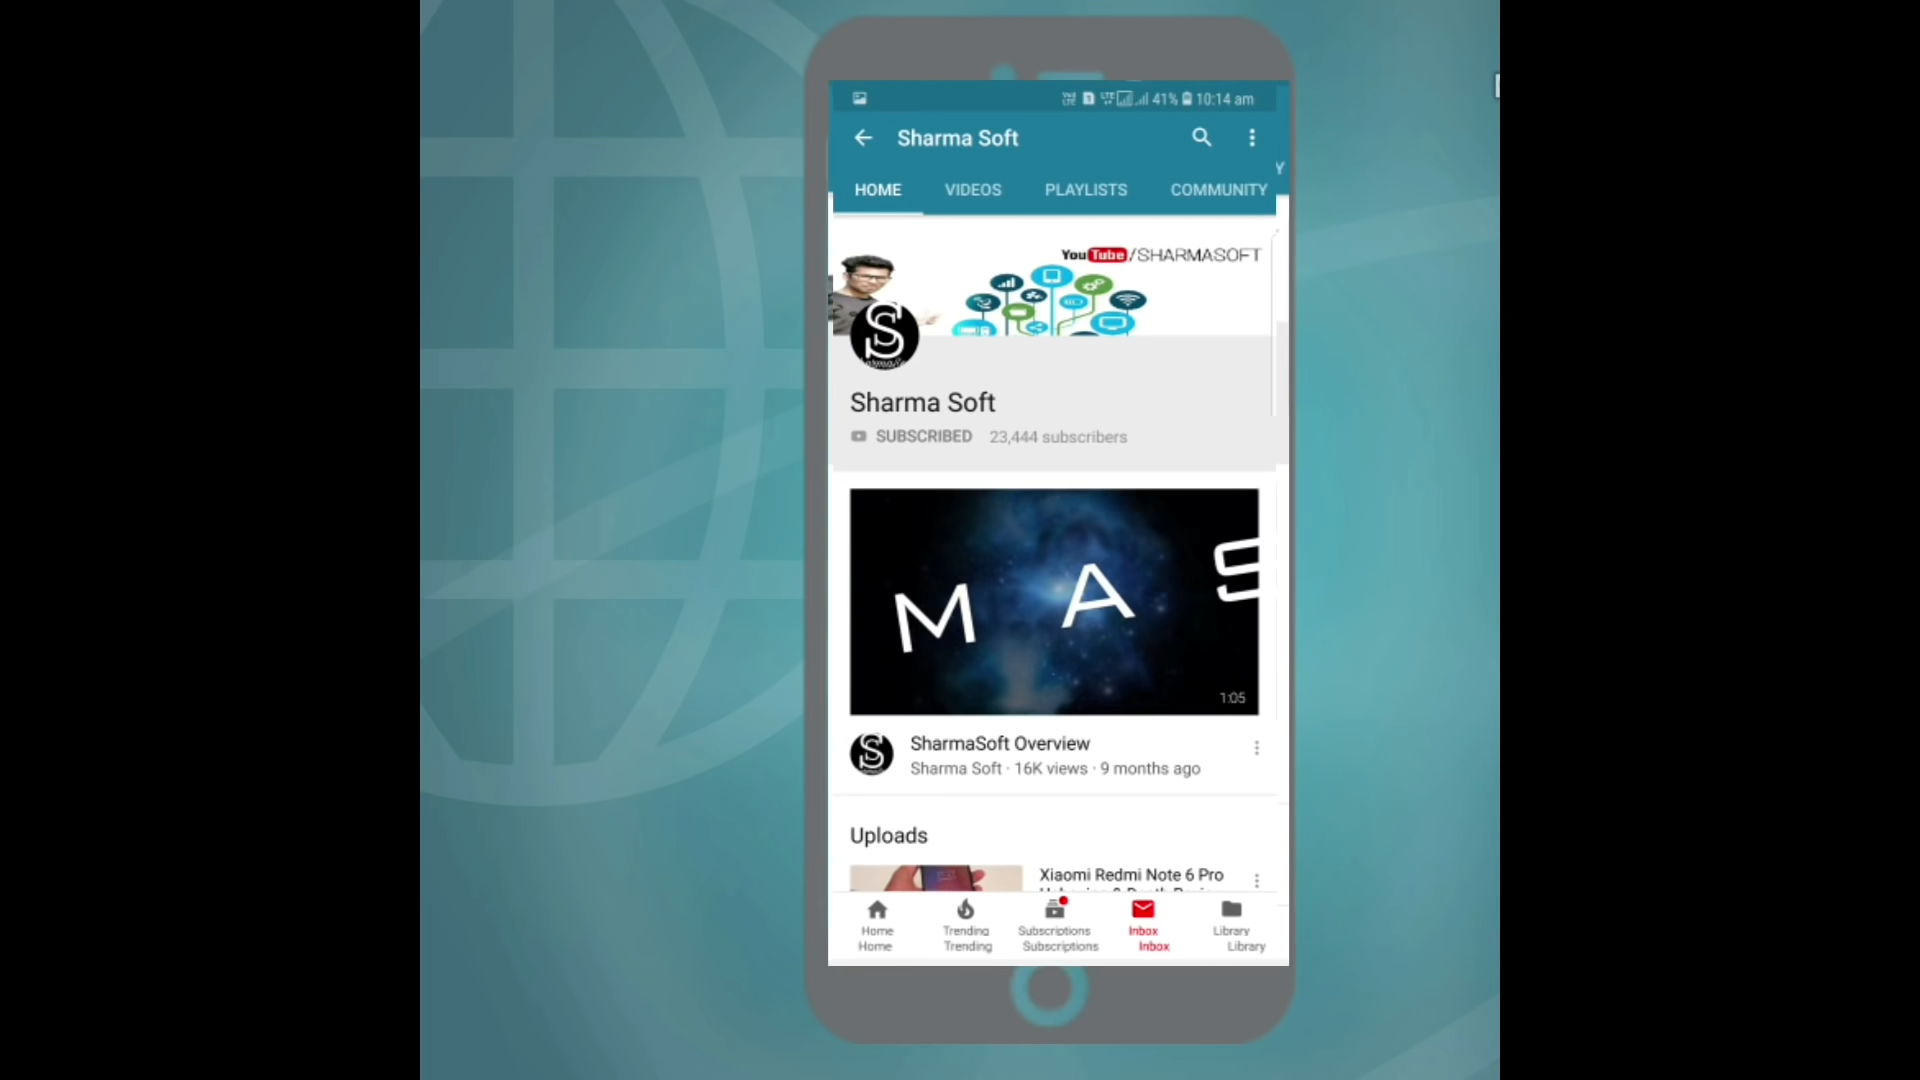 41% 10:14 am
Sharma Soft
Y
HOME VIDEOS PLAYLISTS COMMUNITY
YouTube/SHARMASOFT
S
Sharma Soft
SUBSCRIBED 23,444 subscribers
M A S
1:05
S
SharmaSoft Overview
Sharma Soft · 16K views · 9 months ago
Uploads
Xiaomi Redmi Note 6 Pro
Home Trending Subscriptions Inbox Library
Home Trending Subscriptions Inbox Library